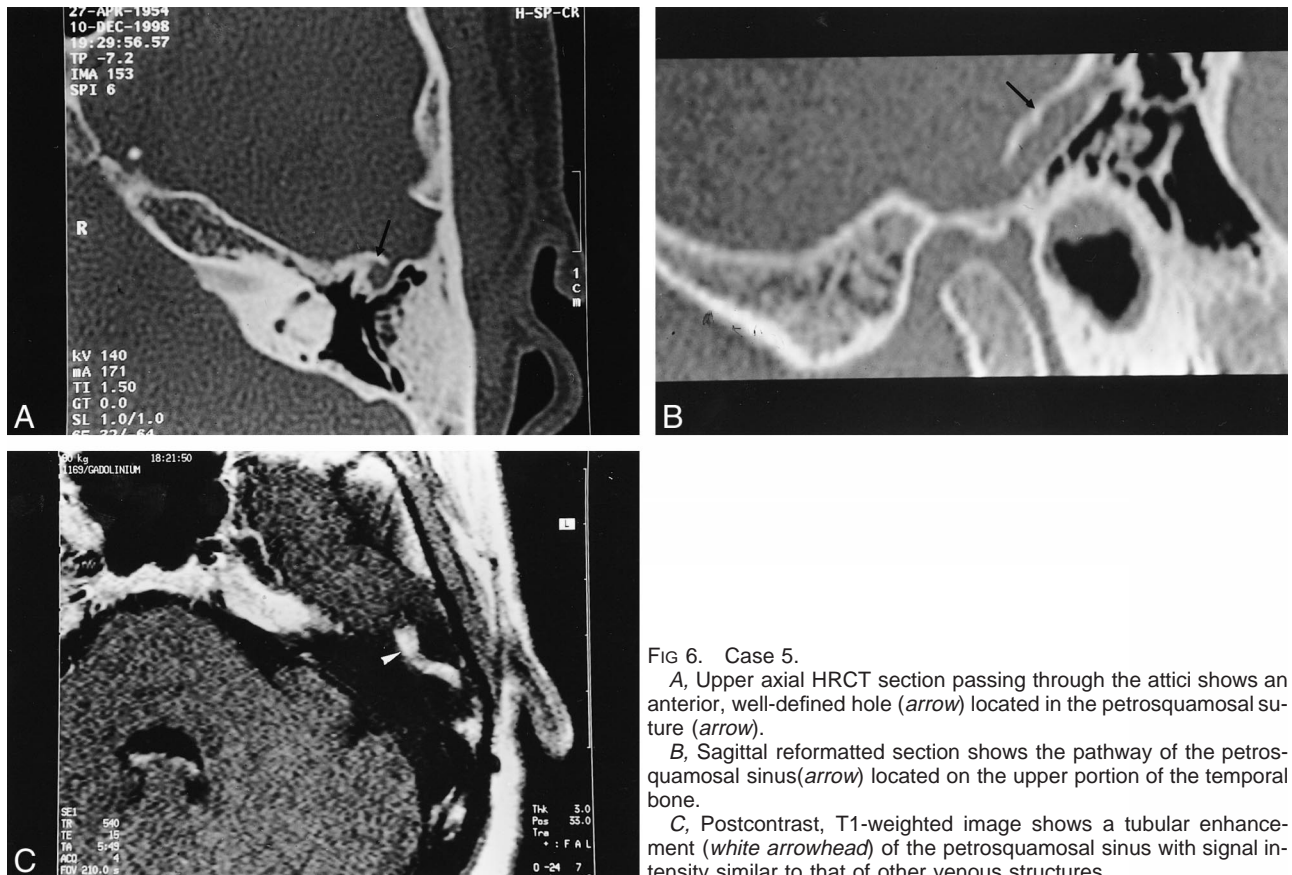 27-APR-1954
10-DEC-1998
19:29:56.57
TP -7.2
IMA 153
SPI 6
H-SP-CR
R
1
c
m
kV 140
mA 171
TI 1.50
GT 0.0
SL 1.0/1.0
A
B
kg 18:21:50
1169/GADOLINIUM
L
SE1
TR 540
TE 15
TA 5:49
ACQ 4
FOV 210.0
Thk 3.0
Pos 33.0
Tra
+ : F A L
0 -24 7
C
FIG 6. Case 5.
A, Upper axial HRCT section passing through the attici shows an
anterior, well-defined hole (arrow) located in the petrosquamosal su-
ture (arrow).
B, Sagittal reformatted section shows the pathway of the petros-
quamosal sinus(arrow) located on the upper portion of the temporal
bone.
C, Postcontrast, T1-weighted image shows a tubular enhance-
ment (white arrowhead) of the petrosquamosal sinus with signal in-
tensity similar to that of other venous structures